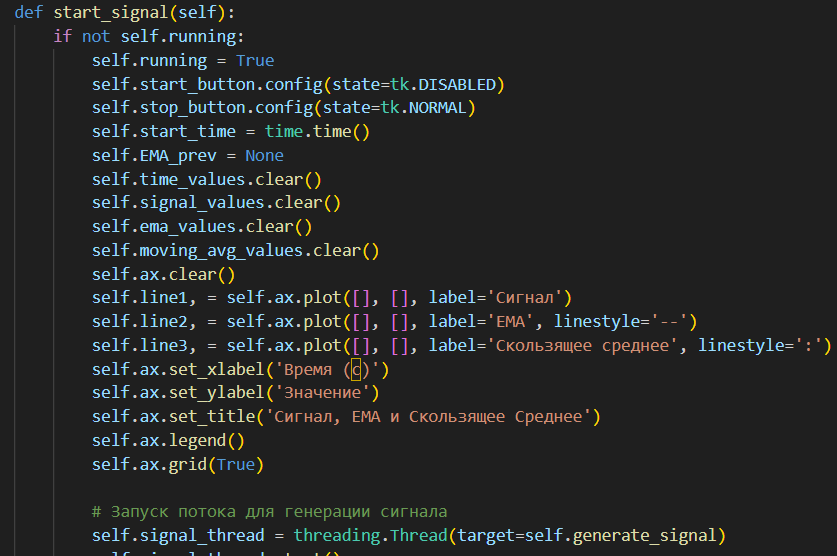 def start_signal(self):
if not self.running:
self.running = True
self.start_button.config(state=tk.DISABLED)
self.stop_button.config(state=tk.NORMAL)
self.start_time = time.time()
self.EMA_prev = None
self.time_values.clear()
self.signal_values.clear()
self.ema_values.clear()
self.moving_avg_values.clear()
self.ax.clear()
self.line1, = self.ax.plot([], [], label='Сигнал')
self.line2, = self.ax.plot([], [], label='EMA', linestyle='--')
self.line3, = self.ax.plot([], [], label='Скользящее среднее', linestyle=':')
self.ax.set_xlabel('Время (с)')
self.ax.set_ylabel('Значение')
self.ax.set_title('Сигнал, EMA и Скользящее Среднее')
self.ax.legend()
self.ax.grid(True)
# Запуск потока для генерации сигнала
self.signal_thread = threading.Thread(target=self.generate_signal)